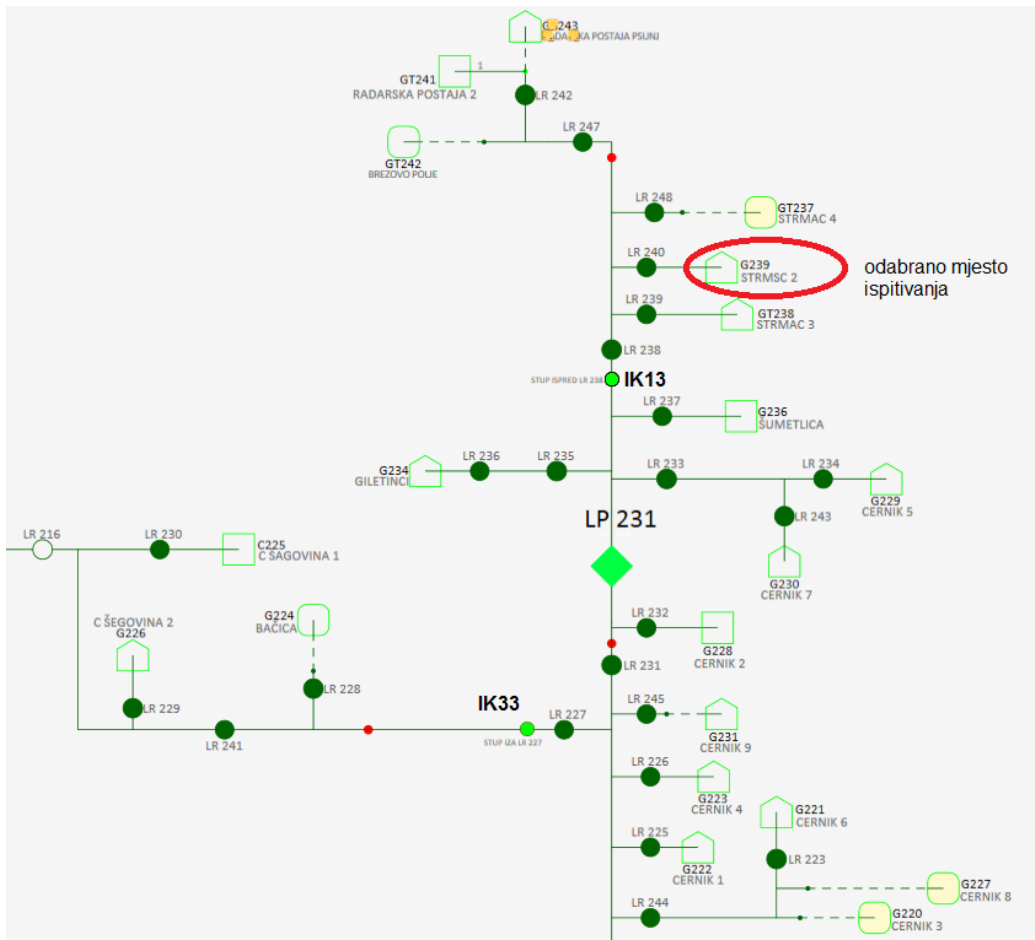 GT241
RADARSKA POSTAJA 2
1
POSTAJA PSUNJ
LR 242
LR 247
GT242
BREZOVO POLJE
LR 248
GT237
STRMAC 4
LR 240
G239
STRMSC 2
odabrano mjesto
ispitivanja
LR 239
GT238
STRMAC 3
LR 238
STUP ISPRED LR 238
IK13
LR 237
G236
ŠUMETLICA
G234
GILETINCI
LR 236
LR 235
LR 233
LR 234
G229
CERNIK 5
LR 243
G230
CERNIK 7
LP 231
LR 216
LR 230
C225
C ŠAGOVINA 1
C ŠEGOVINA 2
G226
LR 229
G224
BAČICA
LR 228
LR 241
IK33
STUP IZA LR 227
LR 227
LR 232
G228
CERNIK 2
LR 231
LR 245
G231
CERNIK 9
LR 226
G223
CERNIK 4
LR 225
G222
CERNIK 1
G221
CERNIK 6
LR 223
LR 244
G227
CERNIK 8
G220
CERNIK 3